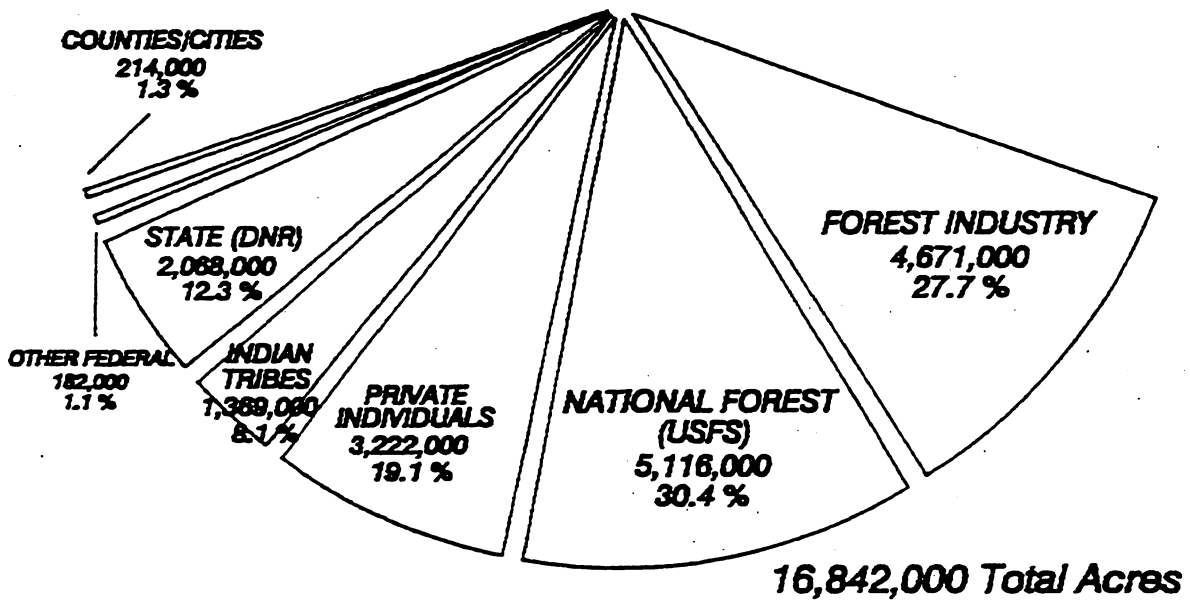 COUNTIES/CITIES
214,000
1.3 %
STATE (DNR)
2,068,000
12.3 %
OTHER FEDERAL
182,000
1.1 %
INDIAN
TRIBES
1,369,000
8.1 %
PRIVATE
INDIVIDUALS
3,222,000
19.1 %
NATIONAL FOREST
(USFS)
5,116,000
30.4 %
FOREST INDUSTRY
4,671,000
27.7 %
16,842,000 Total Acres